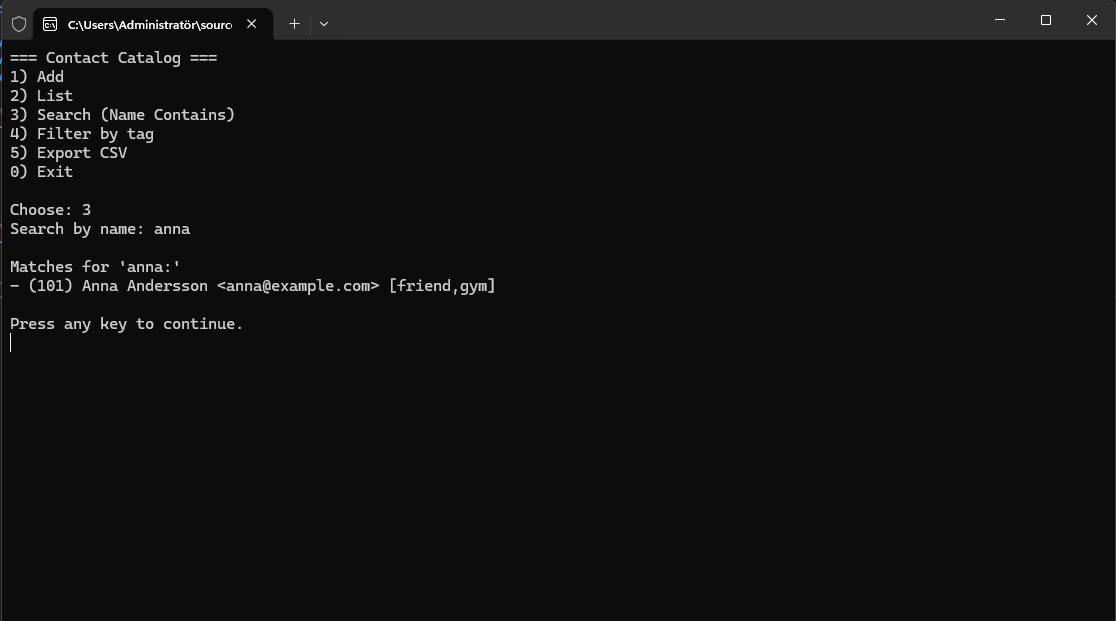 C:\Users\Administratör\sourc
=== Contact Catalog ===
1) Add
2) List
3) Search (Name Contains)
4) Filter by tag
5) Export CSV
0) Exit
Choose: 3
Search by name: anna
Matches for 'anna:'
- (101) Anna Andersson <anna@example.com> [friend,gym]
Press any key to continue.